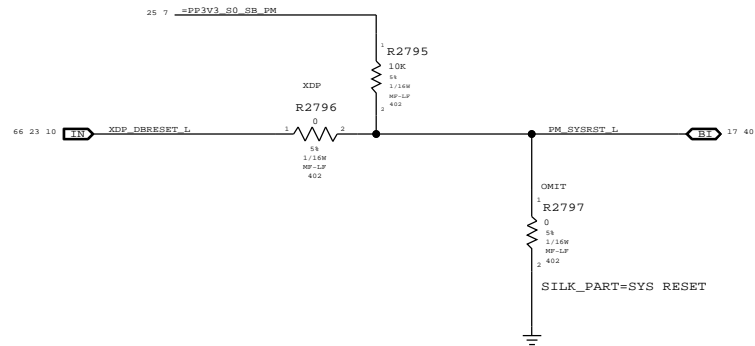 25 7 =PP3V3_S0_SB_PM
1
R2795
10K
5%
1/16W
MF-LF
402
2
XDP
R2796
66 23 10 IN XDP_DBRESET_L 1 0 2 PM_SYSRST_L BI 17 40
5%
1/16W
MF-LF
402
OMIT
1
R2797
0
5%
1/16W
MF-LF
402
2
SILK_PART=SYS RESET